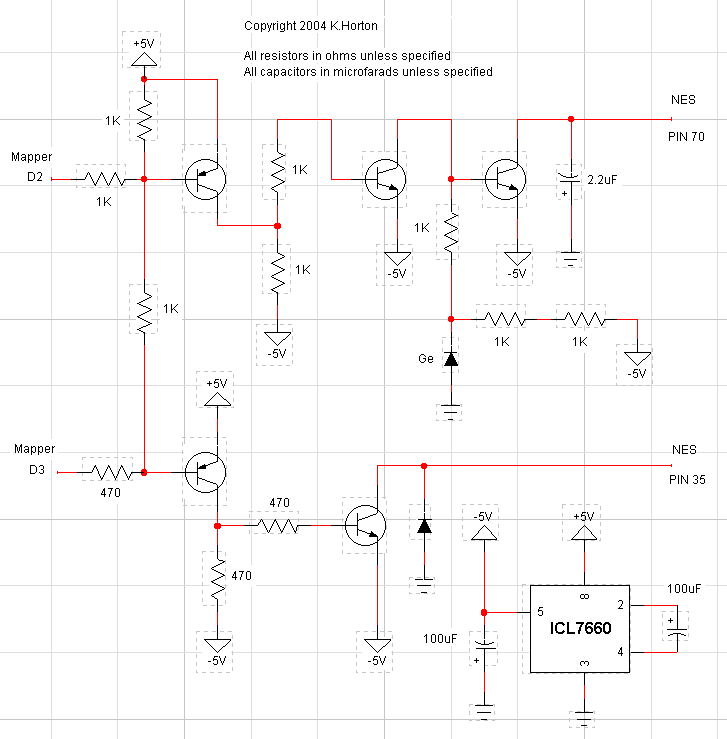 Copyright 2004 K.Horton
All resistors in ohms unless specified
All capacitors in microfarads unless specified
+5V
1K
NES
PIN 70
Mapper
D2
1K
1K
2.2uF
+
1K
1K
-5V
-5V
1K
-5V
1K
1K
-5V
Ge
+5V
Mapper
D3
470
NES
PIN 35
470
470
-5V
-5V
-5V
+5V
100uF
+
5
8
ICL7660
2
4
3
100uF
+